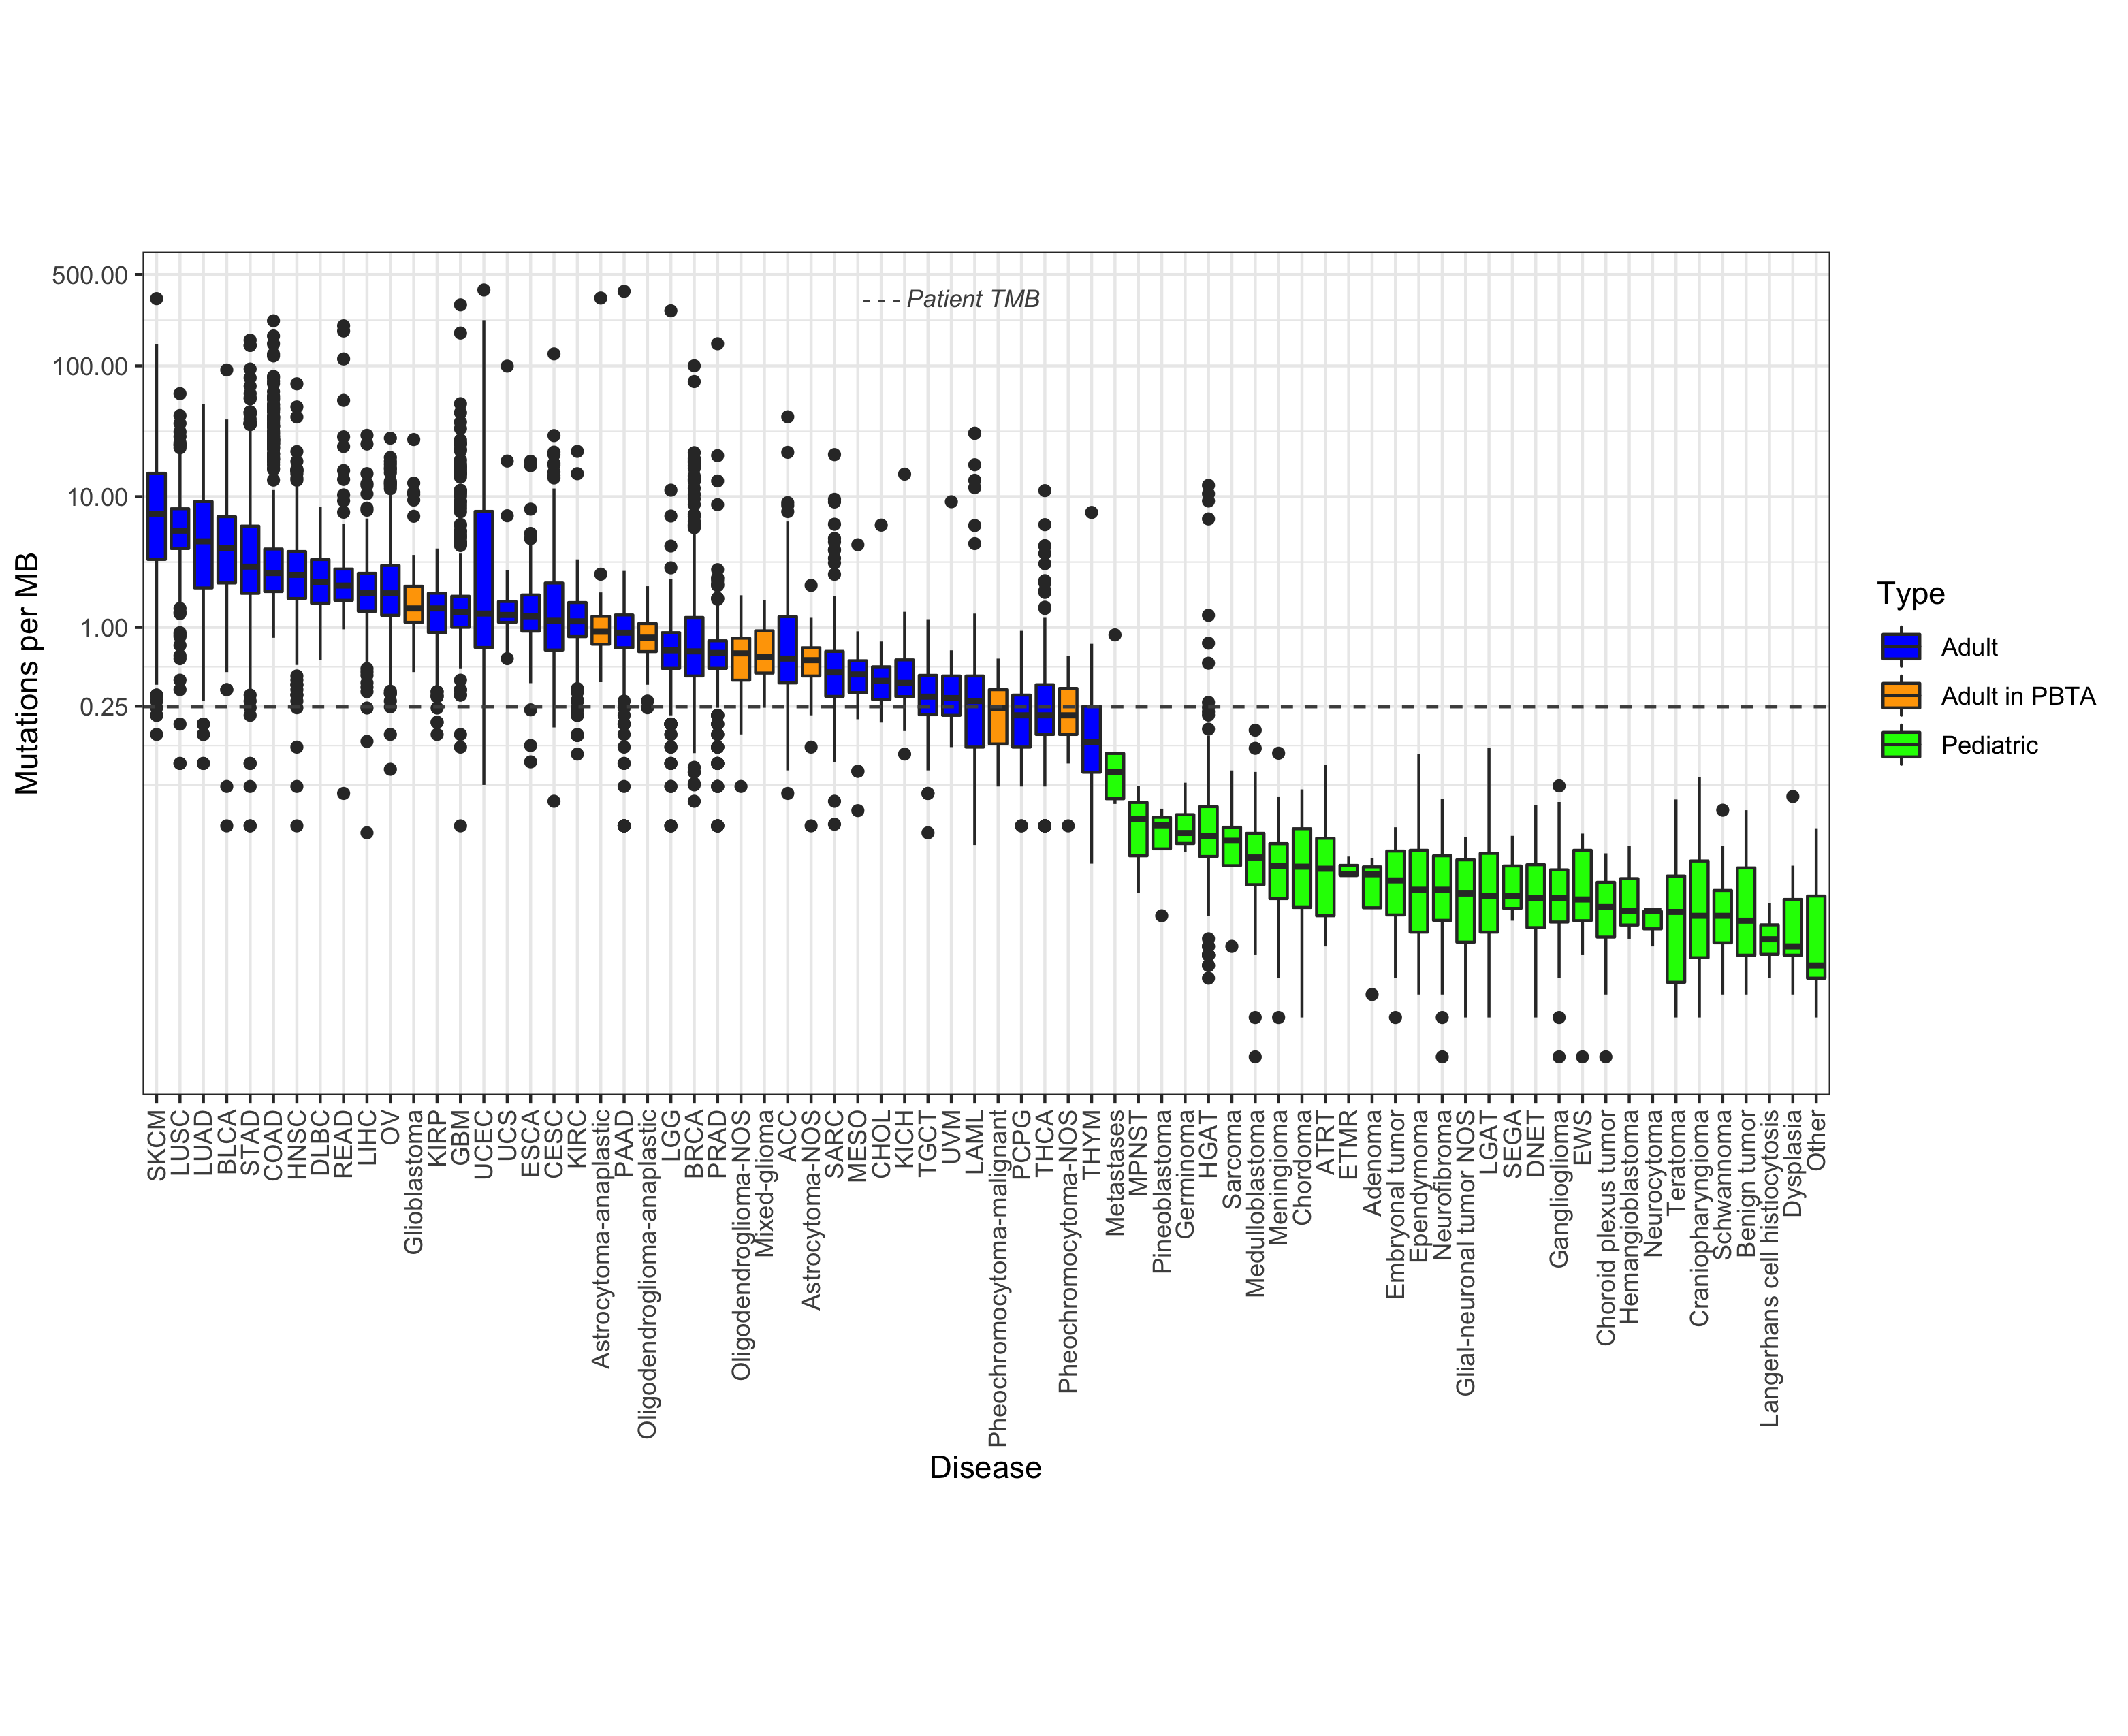 500.00
100.00
10.00
1.00
0.25
Mutations per MB
- - - Patient TMB
SKCM
LUSC
LUAD
BLCA
STAD
COAD
HNSC
DLBC
READ
LIHC
OV
Glioblastoma
KIRP
GBM
UCEC
UCS
ESCA
CESC
KIRC
Astrocytoma-anaplastic
PAAD
Oligodendroglioma-anaplastic
LGG
BRCA
PRAD
Oligodendroglioma-NOS
Mixed-glioma
ACC
Astrocytoma-NOS
SARC
MESO
CHOL
KICH
TGCT
UVM
LAML
Pheochromocytoma-malignant
PCPG
THCA
Pheochromocytoma-NOS
THYM
Metastases
MPNST
Pineoblastoma
Germinoma
HGAT
Sarcoma
Medulloblastoma
Meningioma
Chordoma
ATRT
ETMR
Adenoma
Embryonal tumor
Ependymoma
Neurofibroma
Glial-neuronal tumor NOS
LGAT
SEGA
DNET
Ganglioglioma
EWS
Choroid plexus tumor
Hemangioblastoma
Neurocytoma
Teratoma
Craniopharyngioma
Schwannoma
Benign tumor
Langerhans cell histiocytosis
Dysplasia
Other
Disease
Type
Adult
Adult in PBTA
Pediatric